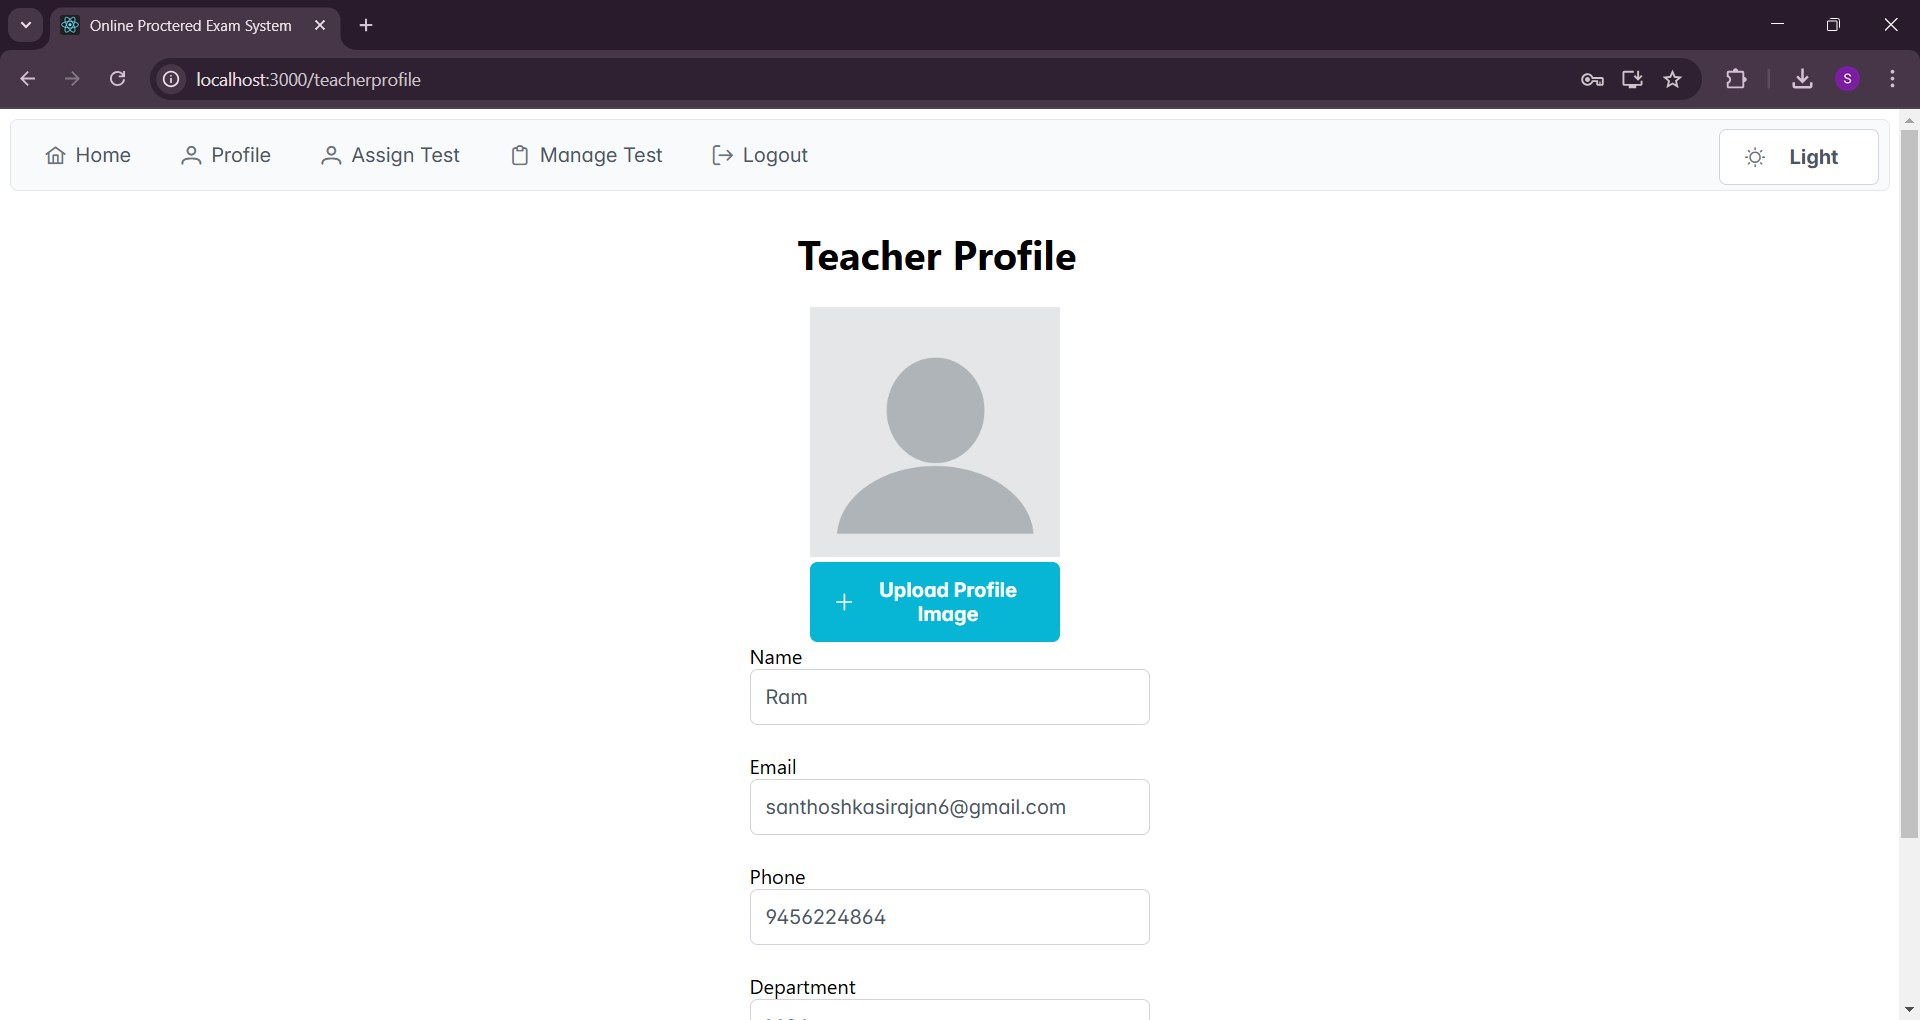 Online Proctered Exam System
localhost:3000/teacherprofile
S
Home Profile Assign Test Manage Test Logout Light
Teacher Profile
Upload Profile
Image
Name
Ram
Email
santhoshkasirajan6@gmail.com
Phone
9456224864
Department